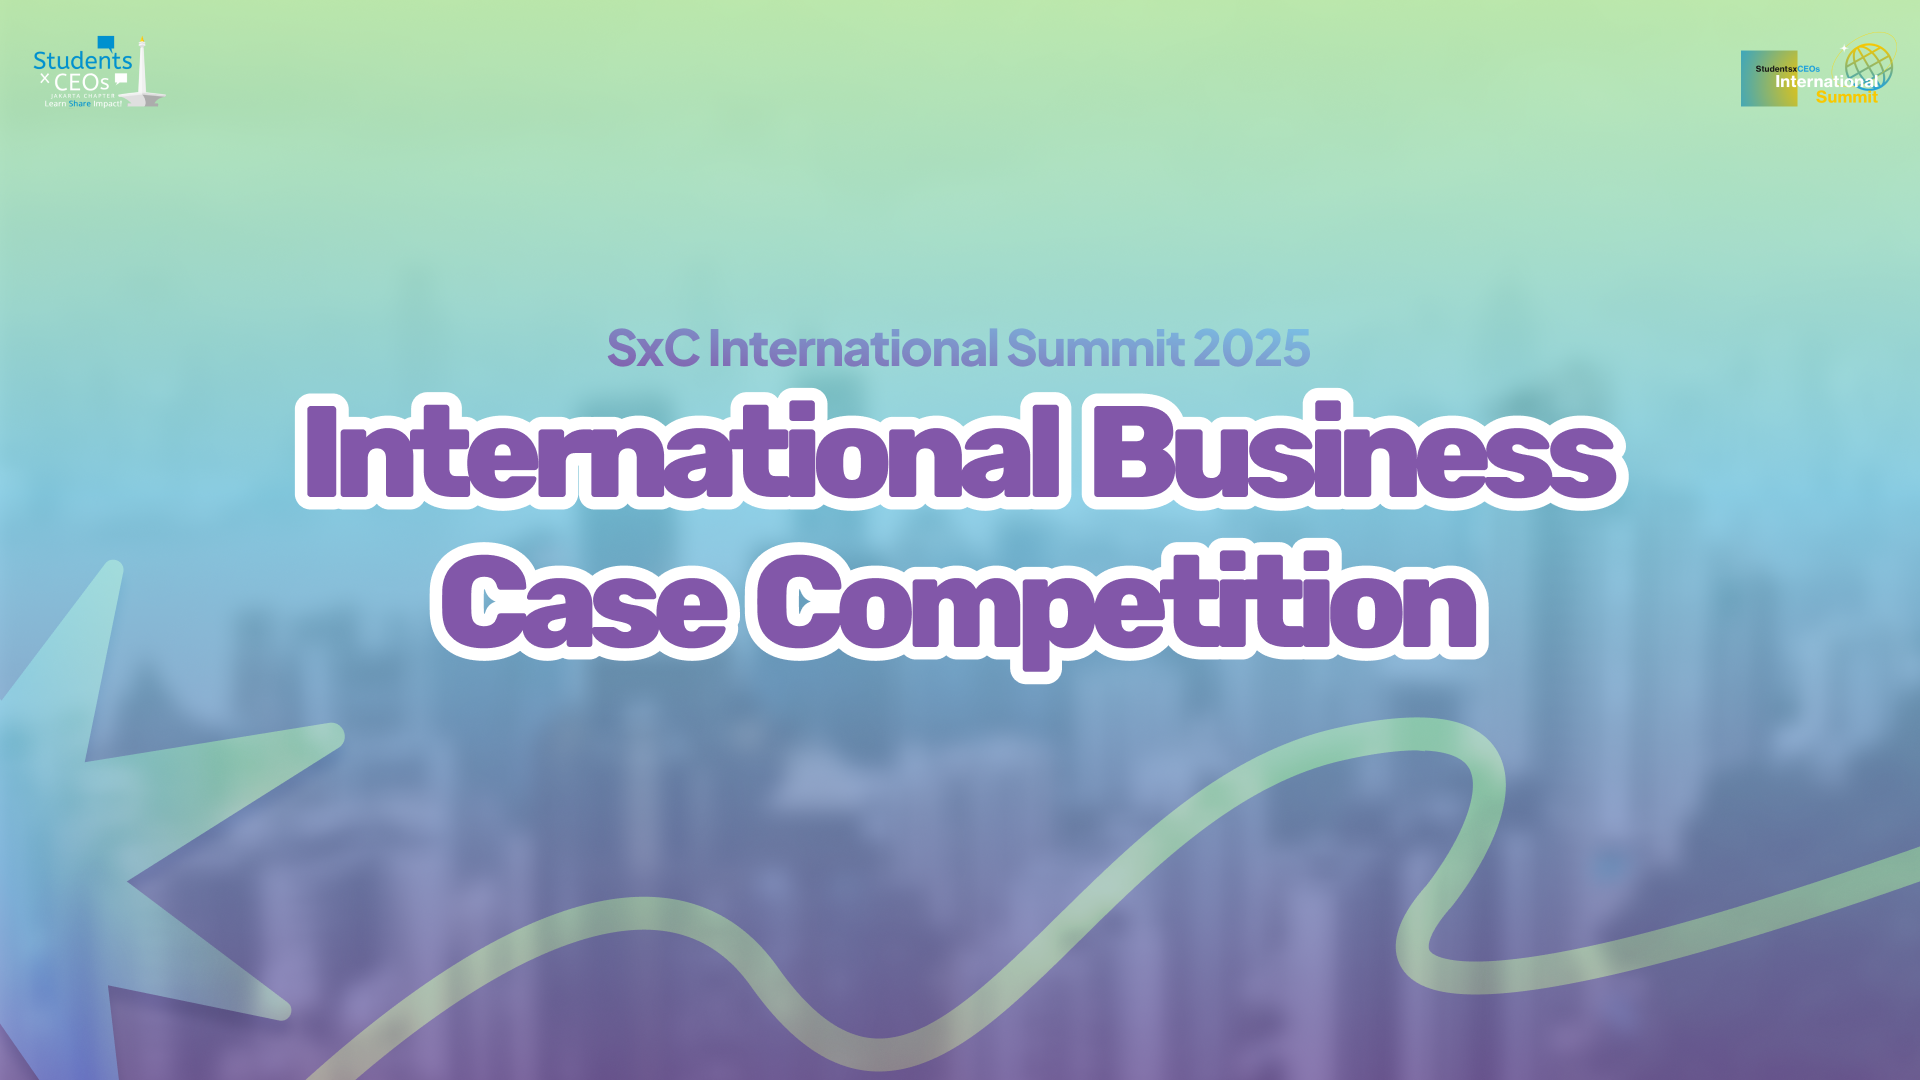 Students
x CEOs
JAKARTA CHAPTER
Learn Share Impact!
StudentsxCEOs
International
Summit
SxC International Summit 2025
International Business
Case Competition